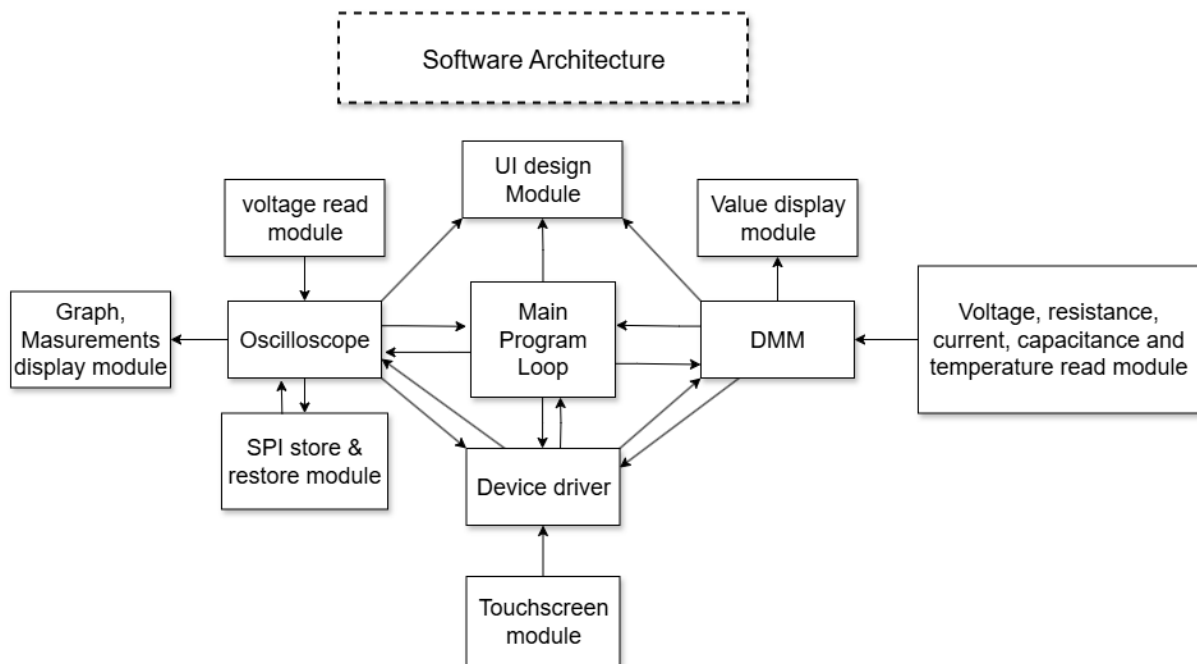 Software Architecture
UI design
Module
voltage read
module
Value display
module
Graph,
Masurements
display module
Oscilloscope
Main
Program
Loop
DMM
Voltage, resistance,
current, capacitance and
temperature read module
SPI store &
restore module
Device driver
Touchscreen
module